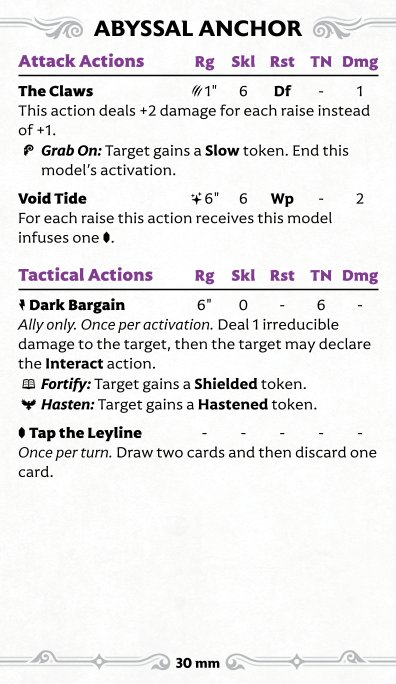 ABYSSAL ANCHOR
Attack Actions Rg Skl Rst TN Dmg
The Claws 1" 6 Df - 1
This action deals +2 damage for each raise instead
of +1.
Grab On: Target gains a Slow token. End this
model's activation.
Void Tide 6" 6 Wp - 2
For each raise this action receives this model
infuses one .
Tactical Actions Rg Skl Rst TN Dmg
Dark Bargain 6" 0 - 6 -
Ally only. Once per activation. Deal 1 irreducible
damage to the target, then the target may declare
the Interact action.
Fortify: Target gains a Shielded token.
Hasten: Target gains a Hastened token.
Tap the Leyline - - - - -
Once per turn. Draw two cards and then discard one
card.
30 mm